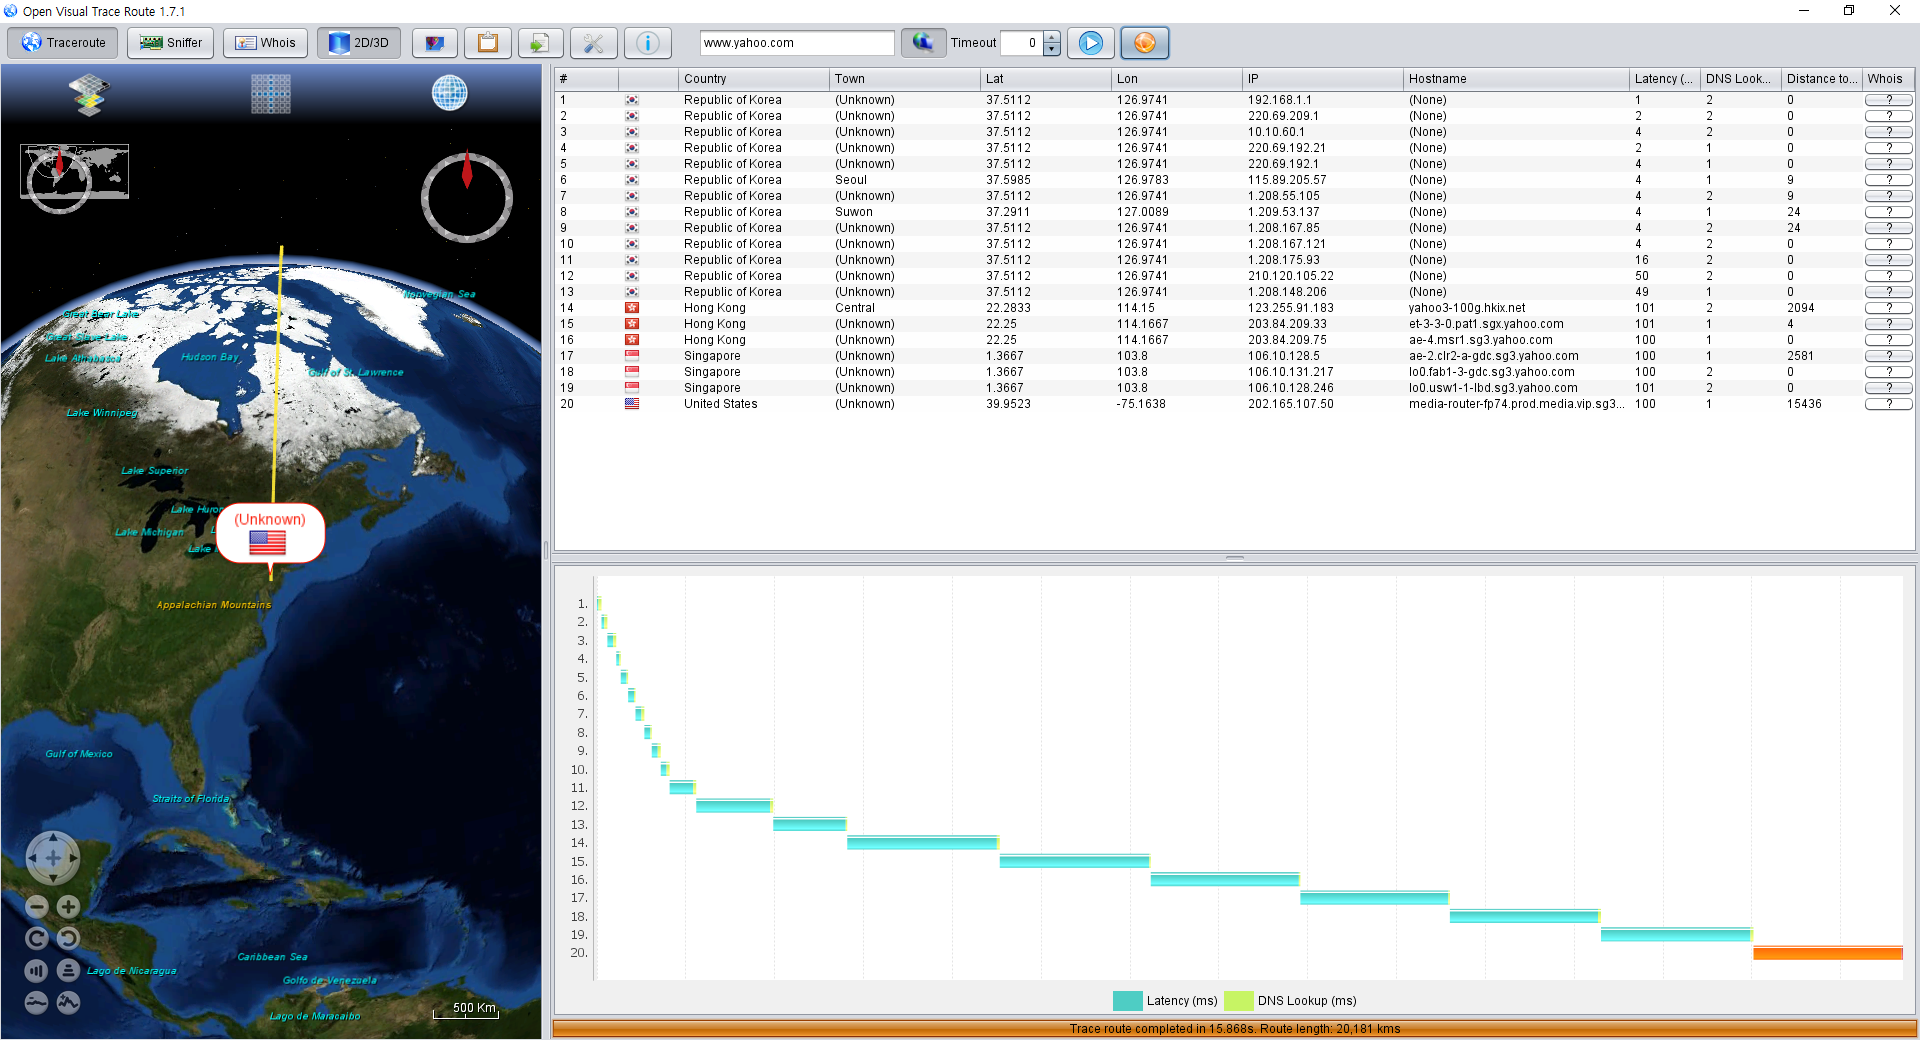 Open Visual Trace Route 1.7.1
Traceroute Sniffer Whois 2D/3D www.yahoo.com Timeout 0
# Country Town Lat Lon IP Hostname Latency (... DNS Look... Distance to... Whois
1 Republic of Korea (Unknown) 37.5112 126.9741 192.168.1.1 (None) 1 2 0 ?
2 Republic of Korea (Unknown) 37.5112 126.9741 220.69.209.1 (None) 2 2 0 ?
3 Republic of Korea (Unknown) 37.5112 126.9741 10.10.60.1 (None) 4 2 0 ?
4 Republic of Korea (Unknown) 37.5112 126.9741 220.69.192.21 (None) 2 1 0 ?
5 Republic of Korea (Unknown) 37.5112 126.9741 220.69.192.1 (None) 4 1 0 ?
6 Republic of Korea Seoul 37.5985 126.9783 115.89.205.57 (None) 4 1 9 ?
7 Republic of Korea (Unknown) 37.5112 126.9741 1.208.55.105 (None) 4 2 9 ?
8 Republic of Korea Suwon 37.2911 127.0089 1.209.53.137 (None) 4 1 24 ?
9 Republic of Korea (Unknown) 37.5112 126.9741 1.208.167.85 (None) 4 2 24 ?
10 Republic of Korea (Unknown) 37.5112 126.9741 1.208.167.121 (None) 4 2 0 ?
11 Republic of Korea (Unknown) 37.5112 126.9741 1.208.175.93 (None) 16 2 0 ?
12 Republic of Korea (Unknown) 37.5112 126.9741 210.120.105.22 (None) 50 2 0 ?
13 Republic of Korea (Unknown) 37.5112 126.9741 1.208.148.206 (None) 49 1 0 ?
14 Hong Kong Central 22.2833 114.15 123.255.91.183 yahoo3-100g.hkix.net 101 2 2094 ?
15 Hong Kong (Unknown) 22.25 114.1667 203.84.209.33 et-3-3-0.pat1.sgx.yahoo.com 101 1 4 ?
16 Hong Kong (Unknown) 22.25 114.1667 203.84.209.75 ae-4.msr1.sg3.yahoo.com 100 1 0 ?
17 Singapore (Unknown) 1.3667 103.8 106.10.128.5 ae-2.clr2-a-gdc.sg3.yahoo.com 100 1 2581 ?
18 Singapore (Unknown) 1.3667 103.8 106.10.131.217 lo0.fab1-3-gdc.sg3.yahoo.com 100 2 0 ?
19 Singapore (Unknown) 1.3667 103.8 106.10.128.246 lo0.usw1-1-lbd.sg3.yahoo.com 101 2 0 ?
20 United States (Unknown) 39.9523 -75.1638 202.165.107.50 media-router-fp74.prod.media.vip.sg3... 100 1 15436 ?
Norwegian Sea
Great Bear Lake
Great Slave Lake
Lake Athabasca
Hudson Bay
Gulf of St. Lawrence
Lake Winnipeg
Lake Superior
Lake Huron
Lake Michigan
(Unknown)
Appalachian Mountains
Gulf of Mexico
Straits of Florida
Caribbean Sea
Lago de Nicaragua
Golfo de Venezuela
Lago de Maracaibo
500 Km
1.
2.
3.
4.
5.
6.
7.
8.
9.
10.
11.
12.
13.
14.
15.
16.
17.
18.
19.
20.
Latency (ms) DNS Lookup (ms)
Trace route completed in 15.868s. Route length: 20,181 kms